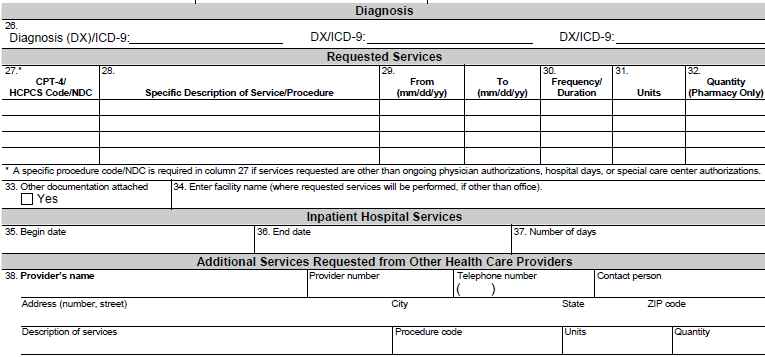 Diagnosis
26.
Diagnosis (DX)/ICD-9: DX/ICD-9: DX/ICD-9:
Requested Services
27.* 28. 29. 30. 31. 32.
CPT-4/ From To Frequency/ Quantity
HCPCS Code/NDC Specific Description of Service/Procedure (mm/dd/yy) (mm/dd/yy) Duration Units (Pharmacy Only)
* A specific procedure code/NDC is required in column 27 if services requested are other than ongoing physician authorizations, hospital days, or special care center authorizations.
33. Other documentation attached 34. Enter facility name (where requested services will be performed, if other than office).
Yes
Inpatient Hospital Services
35. Begin date 36. End date 37. Number of days
Additional Services Requested from Other Health Care Providers
38. Provider's name Provider number Telephone number Contact person
( )
Address (number, street) City State ZIP code
Description of services Procedure code Units Quantity